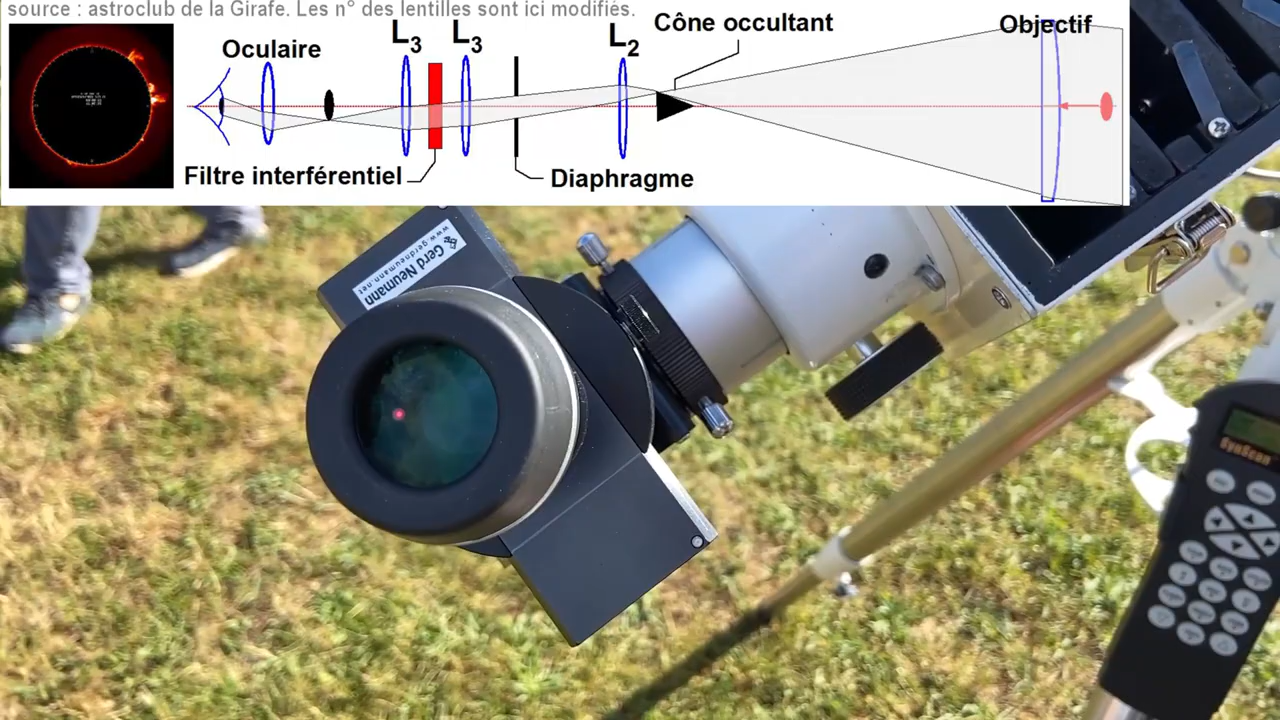 source : astroclub de la Girafe. Les n° des lentilles sont ici modifiés.
Oculaire
L3
L3
L2
Cône occultant
Objectif
Filtre interférentiel
Diaphragme
Gerd Neumann
www.gerdneumann.net
SynScan